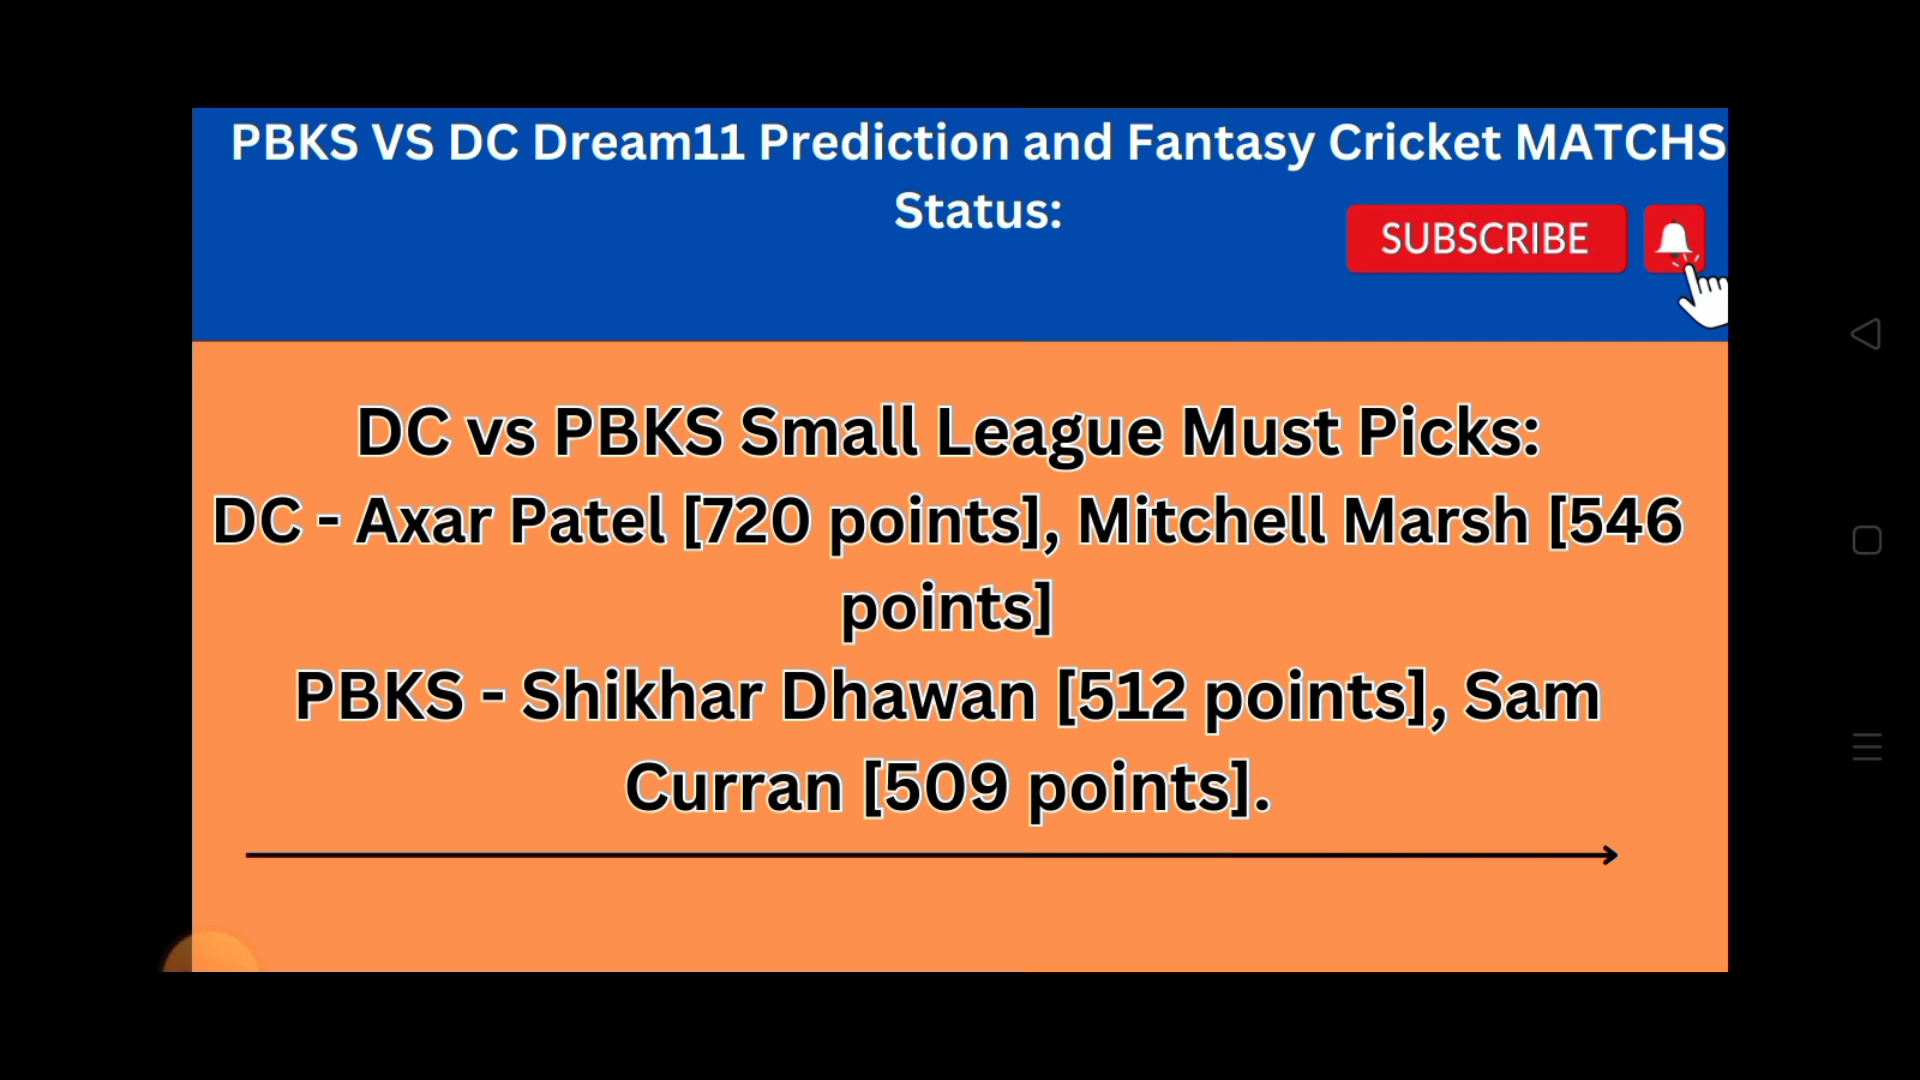 PBKS VS DC Dream11 Prediction and Fantasy Cricket MATCHS
Status:
SUBSCRIBE
DC vs PBKS Small League Must Picks:
DC - Axar Patel [720 points], Mitchell Marsh [546
points]
PBKS - Shikhar Dhawan [512 points], Sam
Curran [509 points].